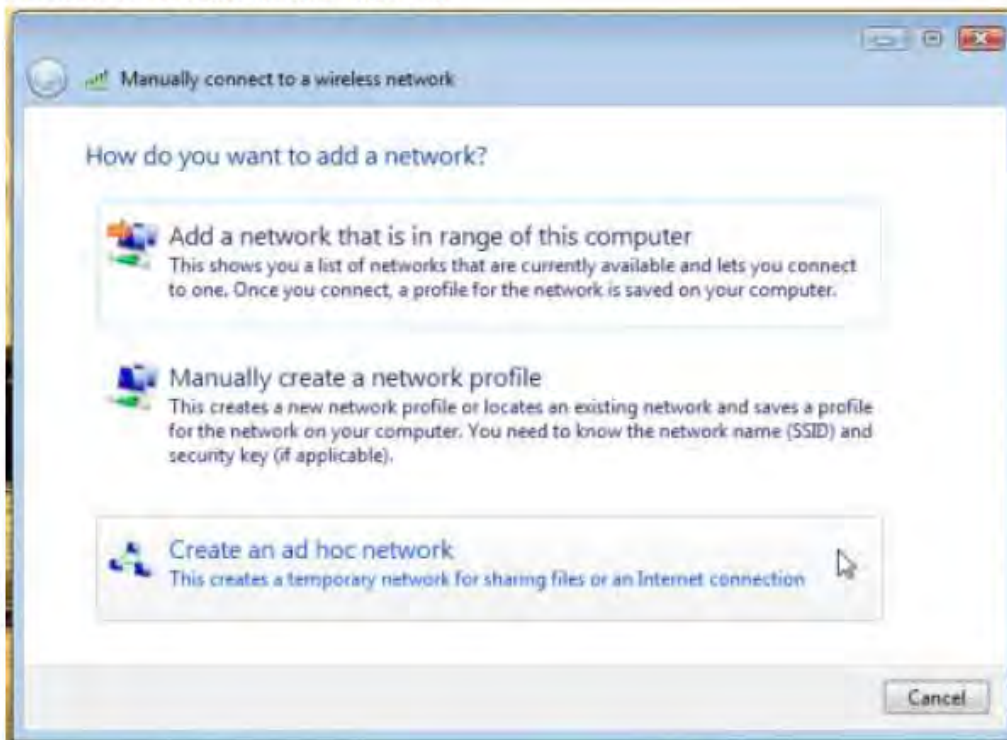 Manually connect to a wireless network
How do you want to add a network?
Add a network that is in range of this computer
This shows you a list of networks that are currently available and lets you connect
to one. Once you connect, a profile for the network is saved on your computer.
Manually create a network profile
This creates a new network profile or locates an existing network and saves a profile
for the network on your computer. You need to know the network name (SSID) and
security key (if applicable).
Create an ad hoc network
This creates a temporary network for sharing files or an Internet connection
Cancel